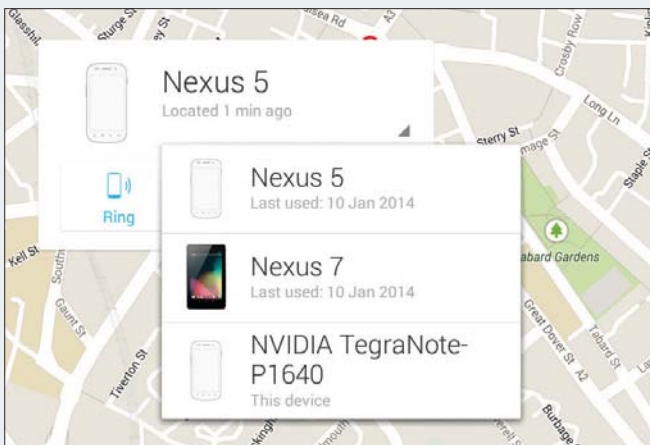 Sturge St
A3
Crosby Row
Long Ln
Nexus 5
Located 1 min ago
Sterry St
Staple St
Ring
Nexus 5
Last used: 10 Jan 2014
Kell St
Nexus 7
Last used: 10 Jan 2014
abard Gardens
Gaunt St
Great Dover St
A2
Tabard St
Tiverton St
NVIDIA TegraNote-
P1640
This device
Burbage